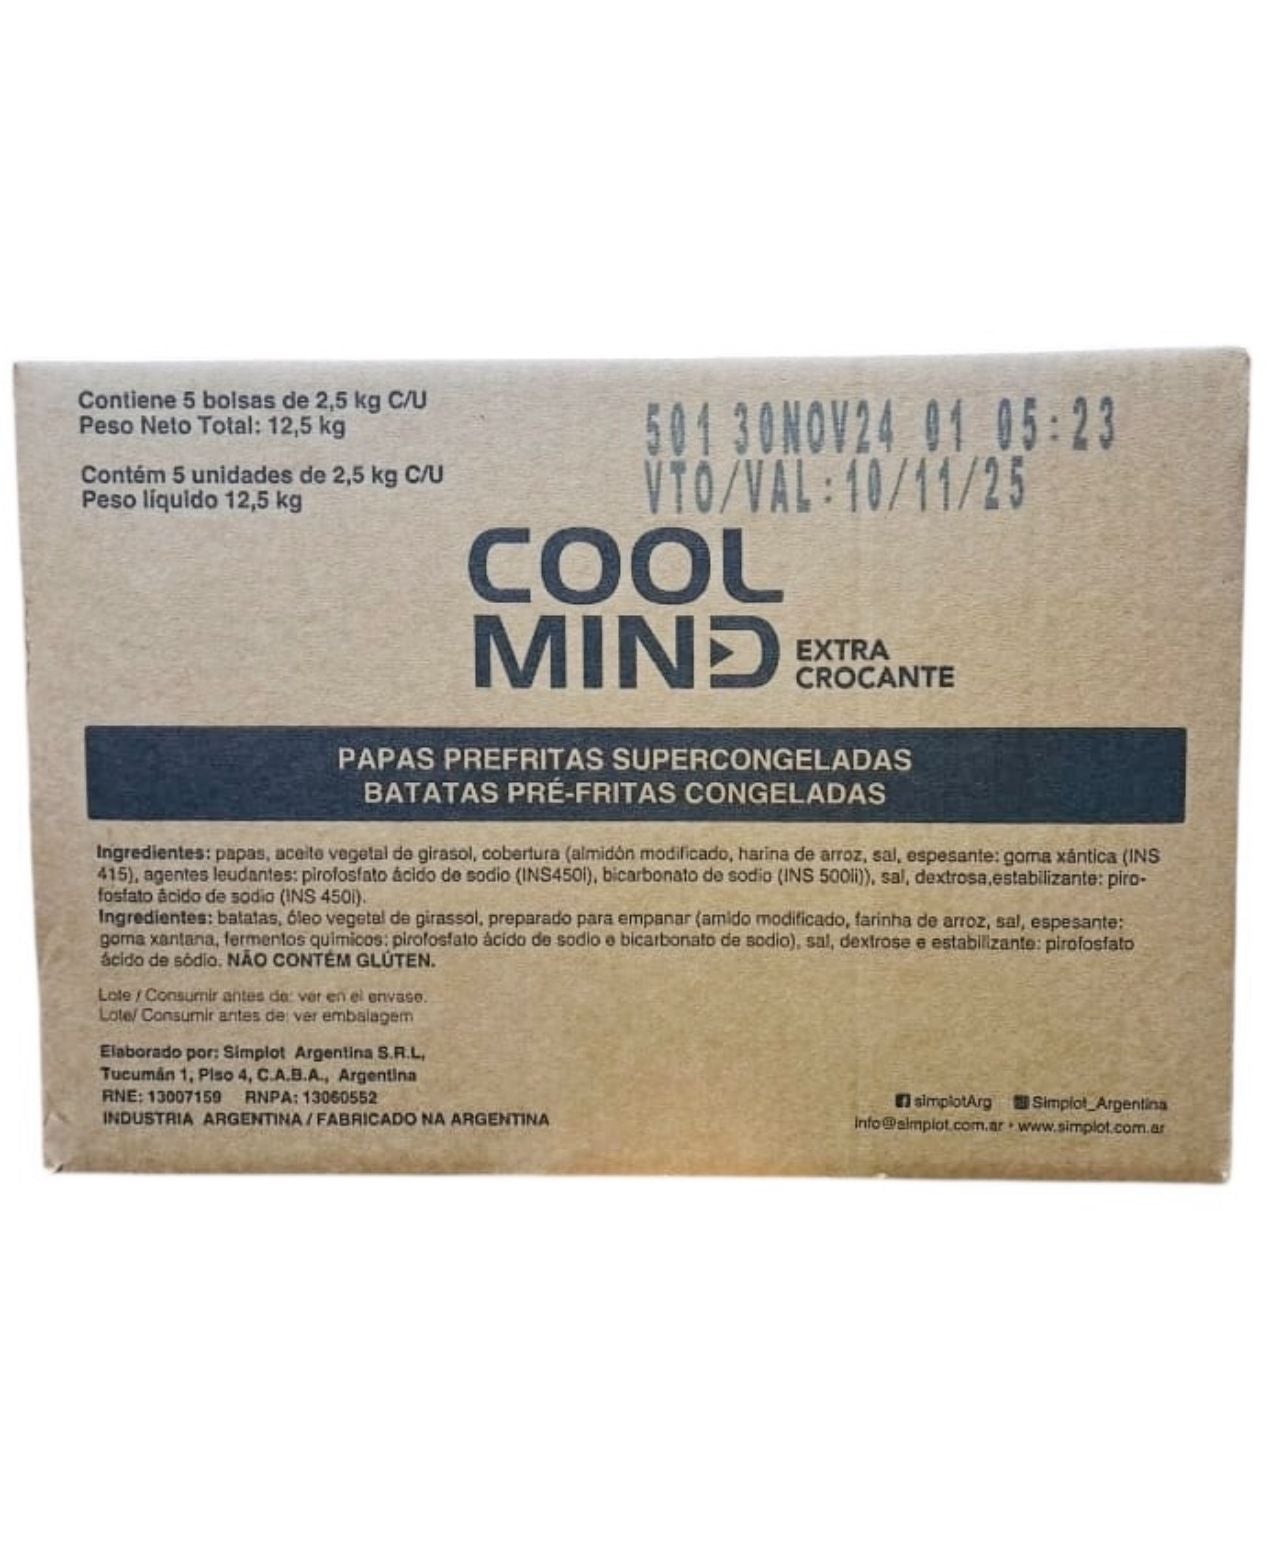 Contiene 5 bolsas de 2,5 kg C/U
Peso Neto Total: 12,5 kg
Contém 5 unidades de 2,5 kg C/U
Peso líquido 12,5 kg
501 30NOV24 01 05:23
VTO/VAL:10/11/25
COOL
MIND
EXTRA
CROCANTE
PAPAS PREFRITAS SUPERCONGELADAS
BATATAS PRÉ-FRITAS CONGELADAS
Ingredientes: papas, aceite vegetal de girasol, cobertura (almidón modificado, harina de arroz, sal, espesante: goma xántica (INS
415), agentes leudantes: pirofosfato ácido de sodio (INS450i), bicarbonato de sodio (INS 500ii)), sal, dextrosa,estabilizante: piro-
fosfato ácido de sodio (INS 450i).
Ingredientes: batatas, óleo vegetal de girassol, preparado para empanar (amido modificado, farinha de arroz, sal, espesante:
goma xantana, fermentos químicos: pirofosfato ácido de sodio e bicarbonato de sodio), sal, dextrose e estabilizante: pirofosfato
ácido de sódio. NÃO CONTÉM GLÚTEN.
Lote / Consumir antes de: ver en el envase.
Lote/ Consumir antes de: ver embalagem
Elaborado por: Simplot Argentina S.R.L,
Tucumán 1, Piso 4, C.A.B.A., Argentina
RNE: 13007159 RNPA: 13060552
INDUSTRIA ARGENTINA / FABRICADO NA ARGENTINA
simplotArg Simplot_Argentina
info@simplot.com.ar • www.simplot.com.ar